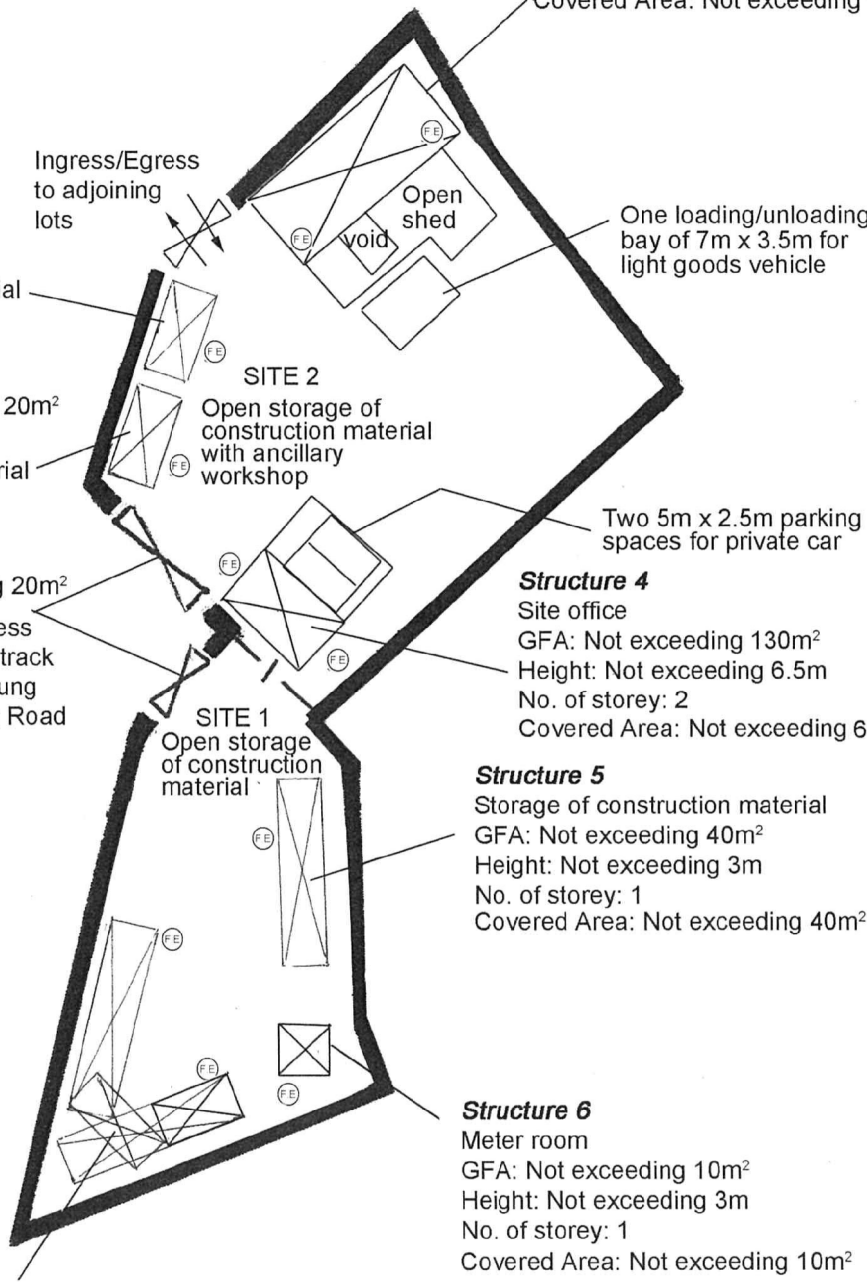 Covered Area: Not exceeding
Ingress/Egress
to adjoining
lots
FE
Open
shed
FE
void
One loading/unloading
bay of 7m x 3.5m for
light goods vehicle
FE
SITE 2
20m²
Open storage of
construction material
with ancillary
workshop
FE
Two 5m x 2.5m parking
spaces for private car
FE
20m²
track
Road
FE
Structure 4
Site office
GFA: Not exceeding 130m²
Height: Not exceeding 6.5m
No. of storey: 2
Covered Area: Not exceeding 6
SITE 1
Open storage
of construction
material
Structure 5
Storage of construction material
GFA: Not exceeding 40m²
Height: Not exceeding 3m
No. of storey: 1
Covered Area: Not exceeding 40m²
FE
FE
FE
FE
Structure 6
Meter room
GFA: Not exceeding 10m²
Height: Not exceeding 3m
No. of storey: 1
Covered Area: Not exceeding 10m²